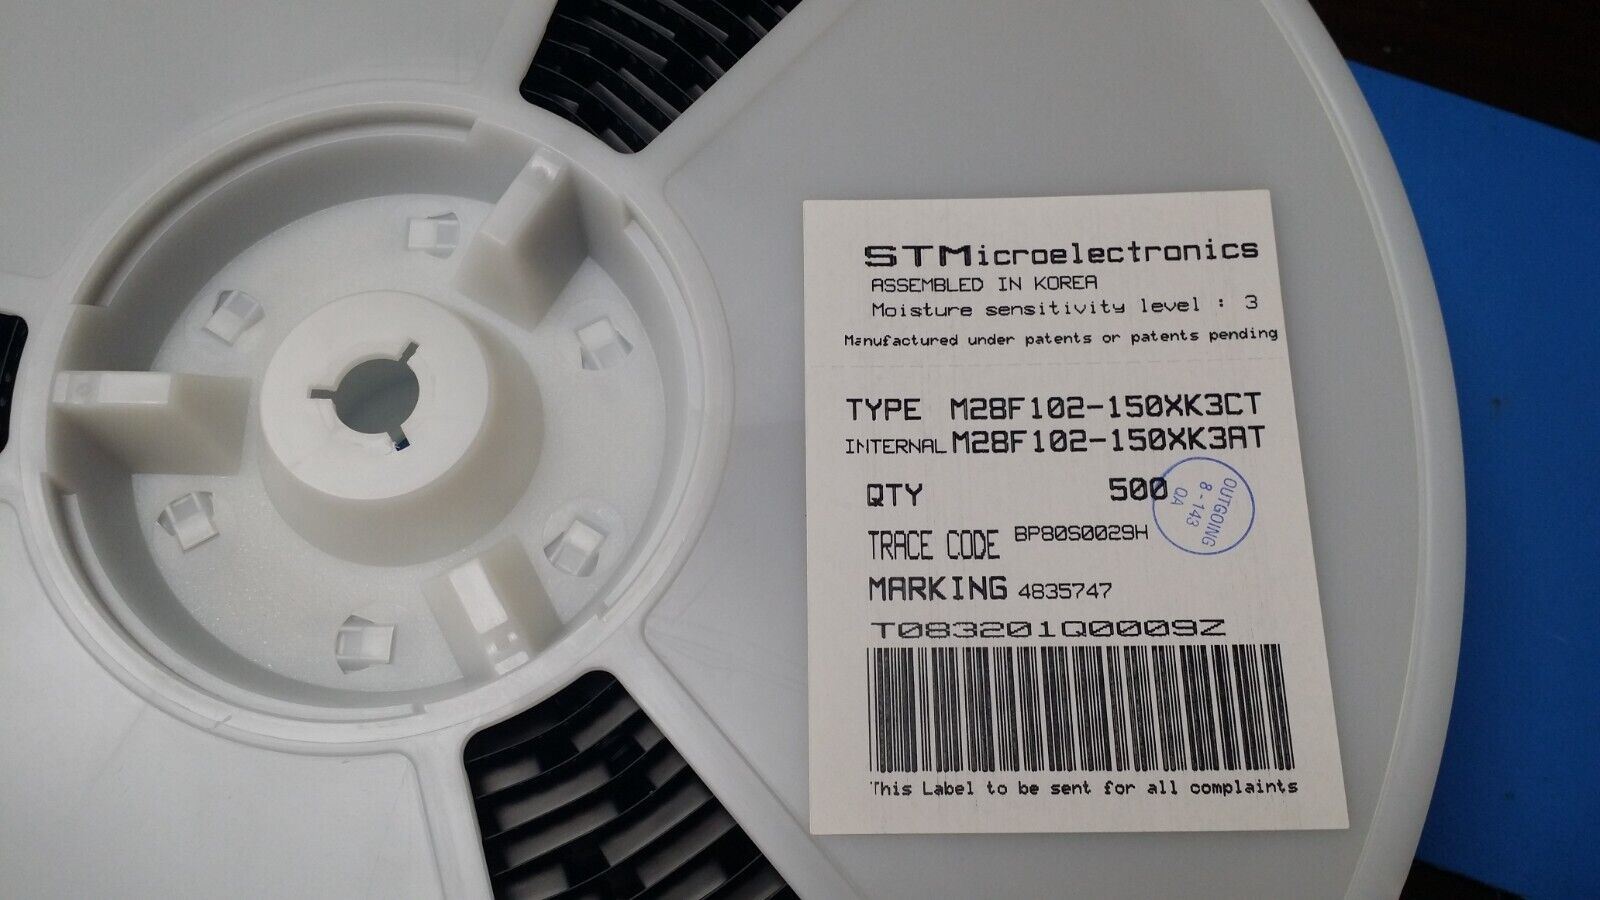 STMicroelectronics
ASSEMBLED IN KOREA
Moisture sensitivity level : 3
Manufactured under patents or patents pending
TYPE M28F102-150XK3CT
INTERNAL M28F102-150XK3AT
QTY 500
OUTGOING
8-143
QA
TRACE CODE BP80S0029H
MARKING 4835747
T083201Q0009Z
This Label to be sent for all complaints